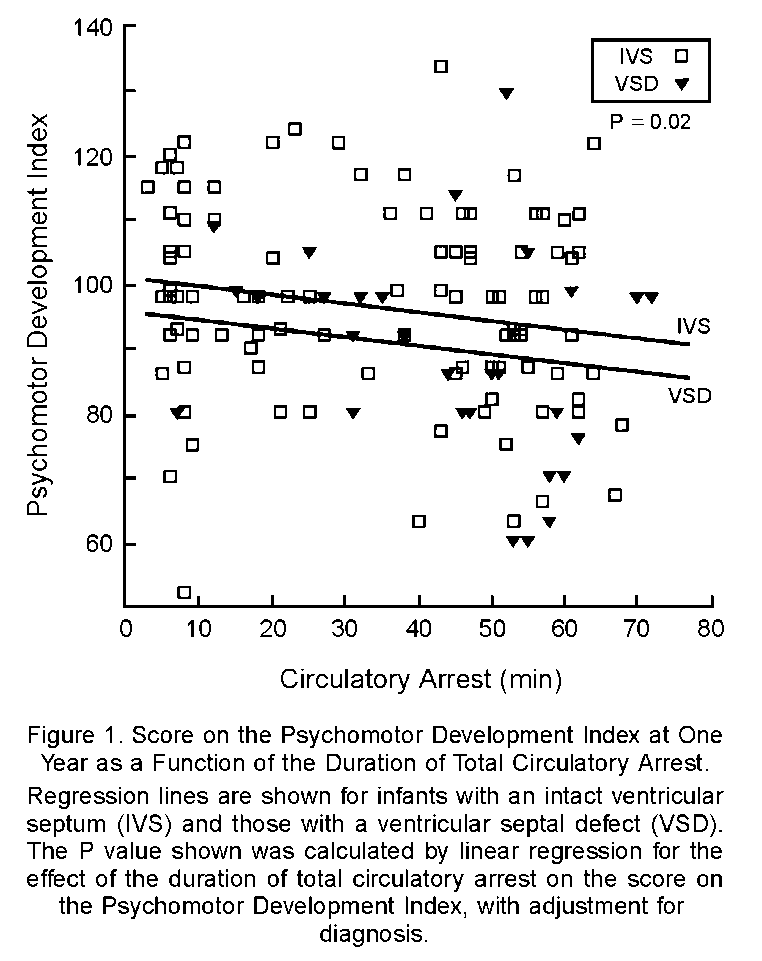 140
120
100
80
60
Psychomotor Development Index
IVS
VSD
P = 0.02
IVS
VSD
0 10 20 30 40 50 60 70 80
Circulatory Arrest (min)
Figure 1. Score on the Psychomotor Development Index at One
Year as a Function of the Duration of Total Circulatory Arrest.
Regression lines are shown for infants with an intact ventricular
septum (IVS) and those with a ventricular septal defect (VSD).
The P value shown was calculated by linear regression for the
effect of the duration of total circulatory arrest on the score on
the Psychomotor Development Index, with adjustment for
diagnosis.